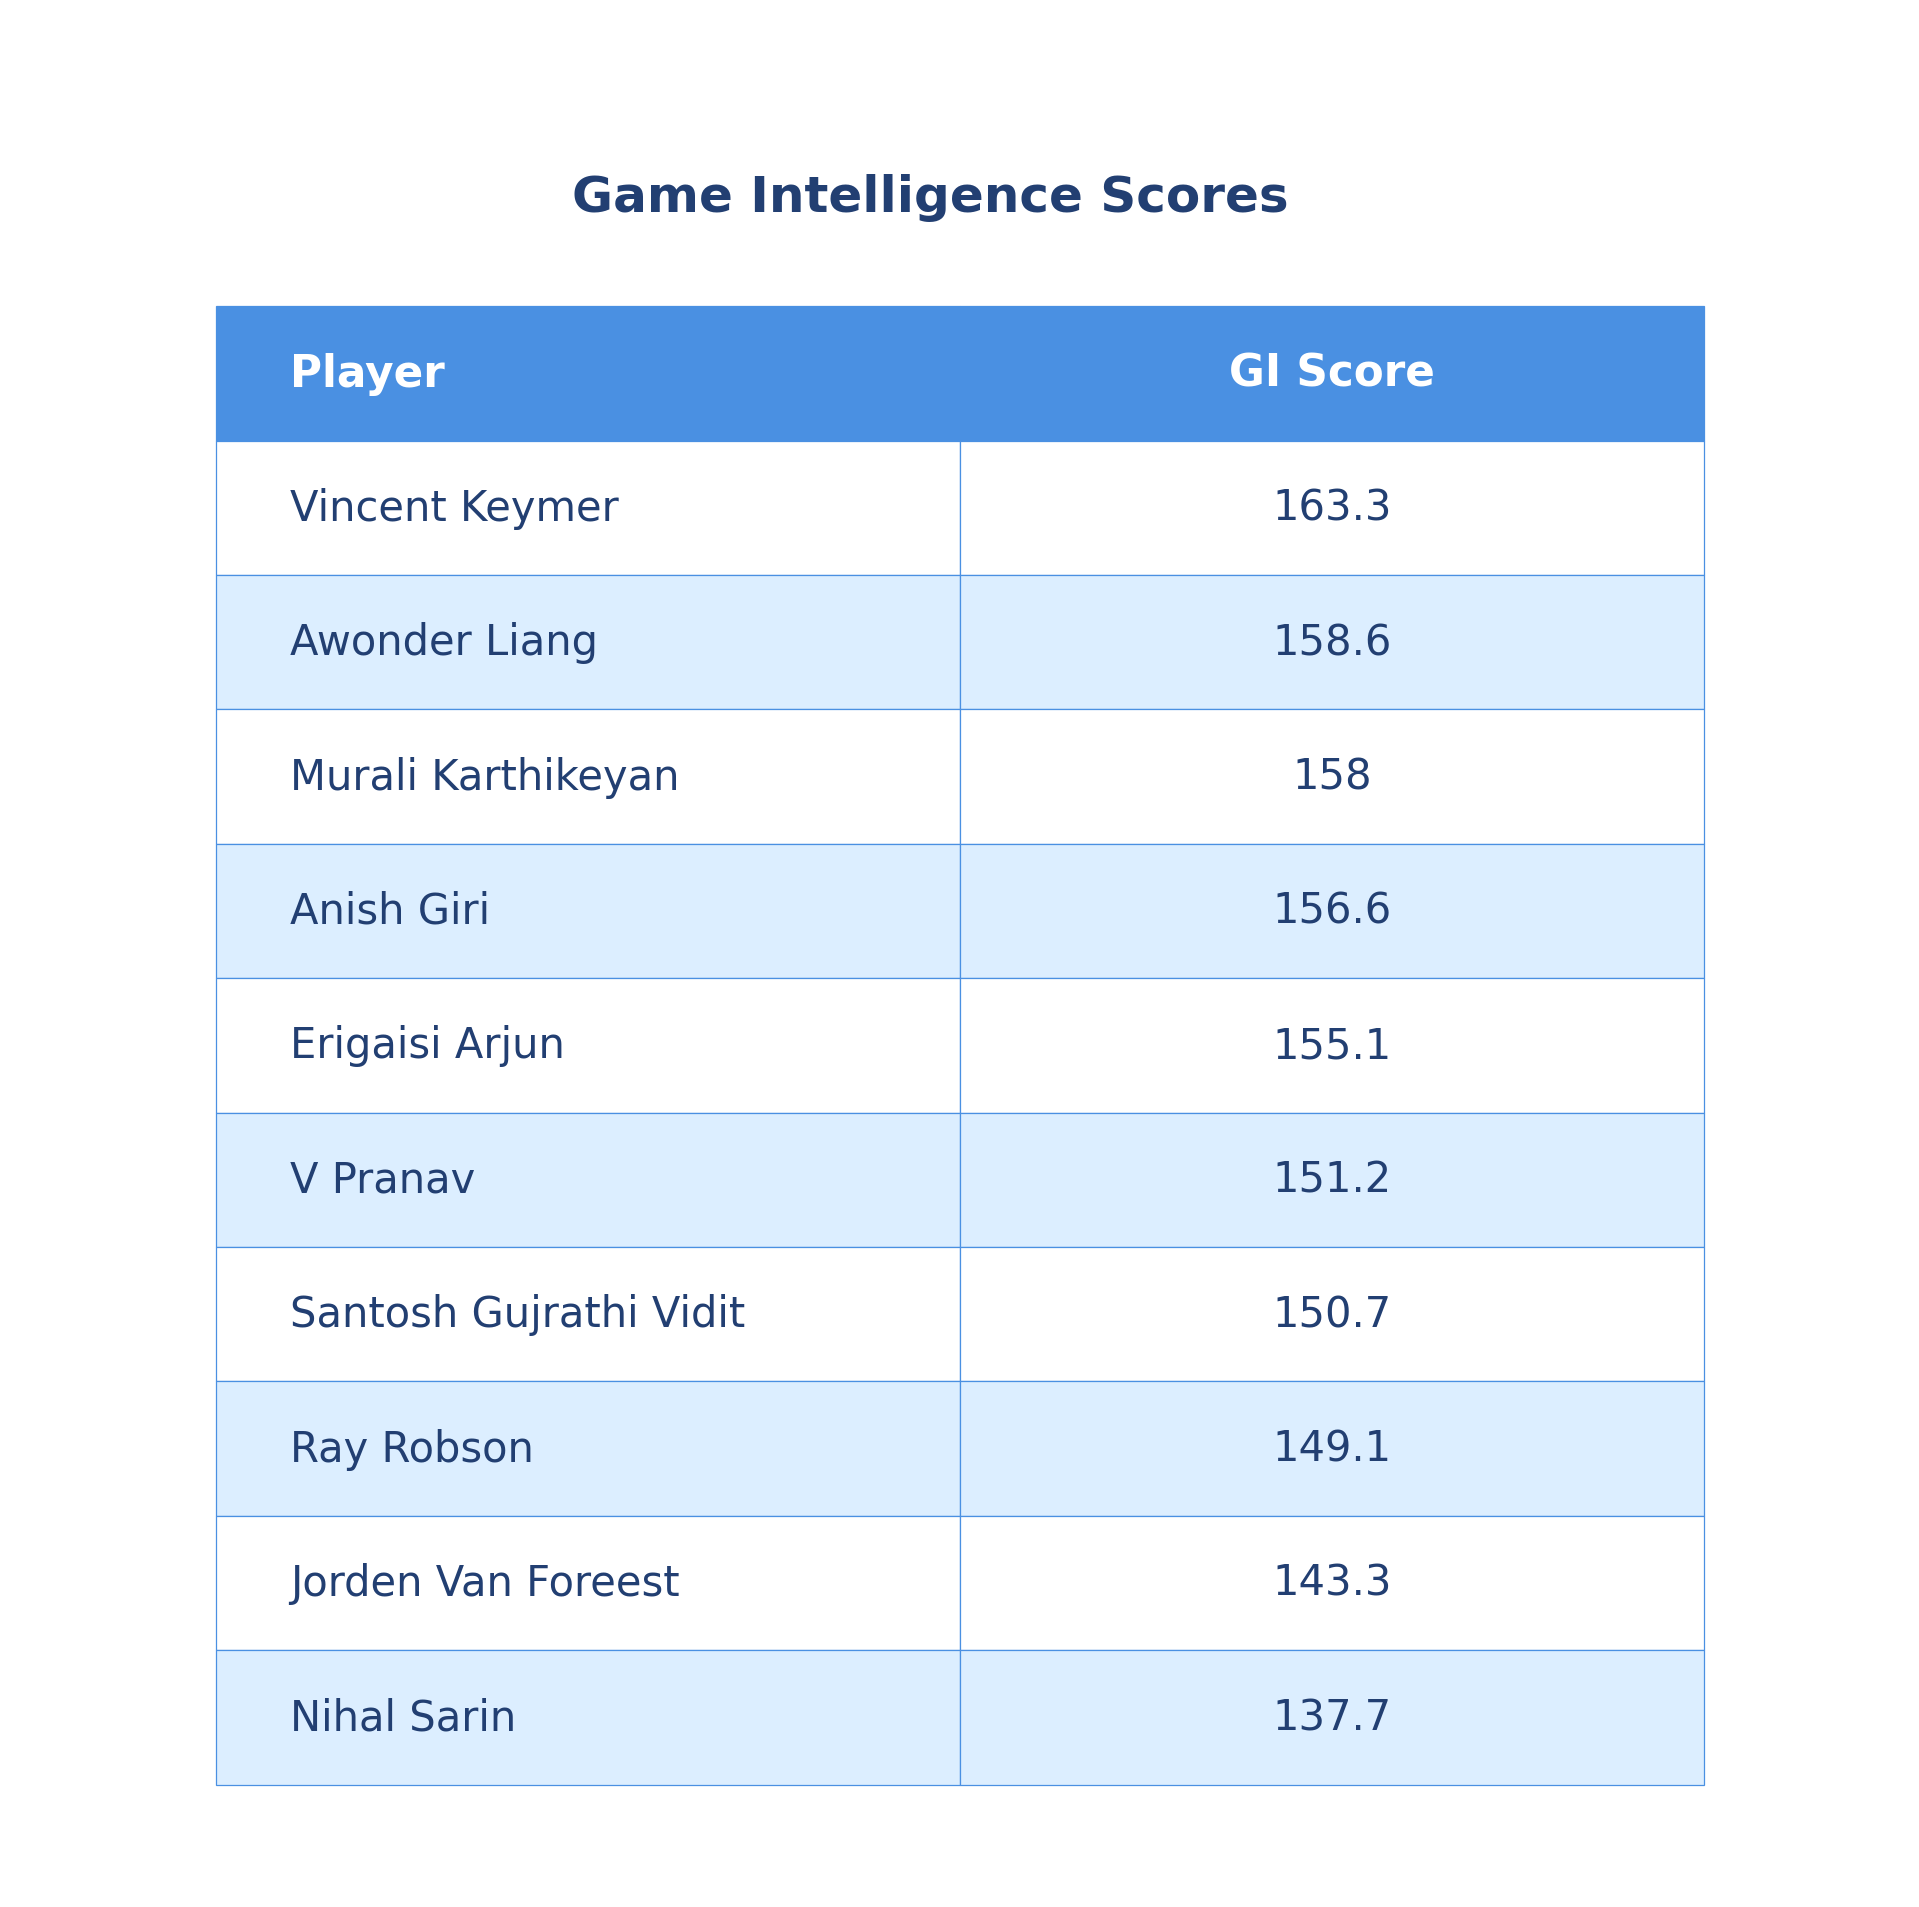 Game Intelligence Scores
Player GI Score
Vincent Keymer 163.3
Awonder Liang 158.6
Murali Karthikeyan 158
Anish Giri 156.6
Erigaisi Arjun 155.1
V Pranav 151.2
Santosh Gujrathi Vidit 150.7
Ray Robson 149.1
Jorden Van Foreest 143.3
Nihal Sarin 137.7